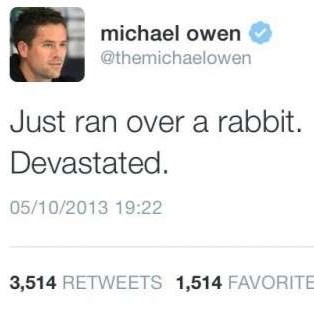 michael owen
@themichaelowen
Just ran over a rabbit.
Devastated.
05/10/2013 19:22
3,514 RETWEETS 1,514 FAVORITE